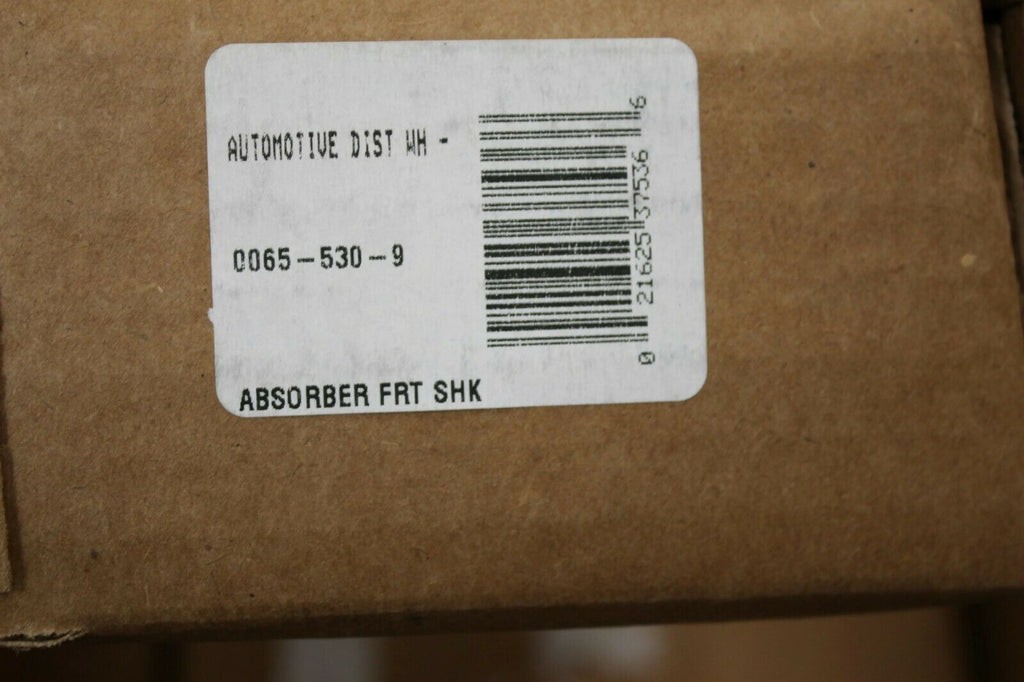 AUTOMOTIVE DIST WH -
0065-530-9
ABSORBER FRT SHK
0 21625 37536 6